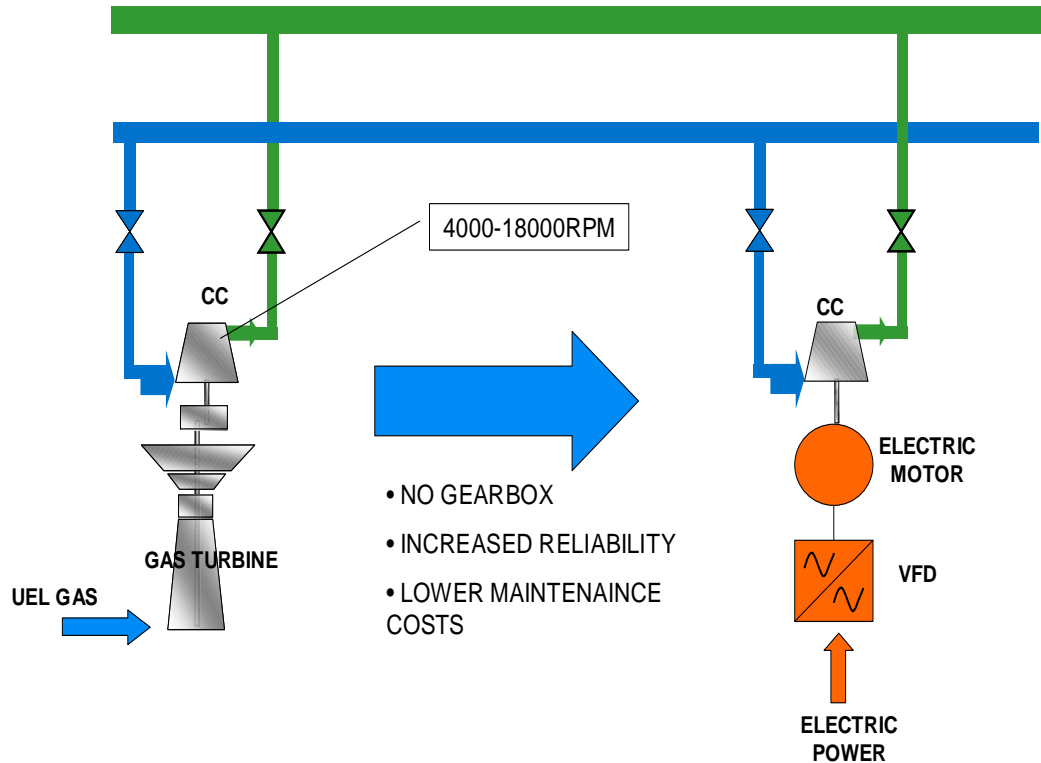 4000-18000RPM
CC
CC
ELECTRIC
MOTOR
• NO GEARBOX
• INCREASED RELIABILITY
• LOWER MAINTENAINCE
COSTS
GAS TURBINE
VFD
UEL GAS
ELECTRIC
POWER